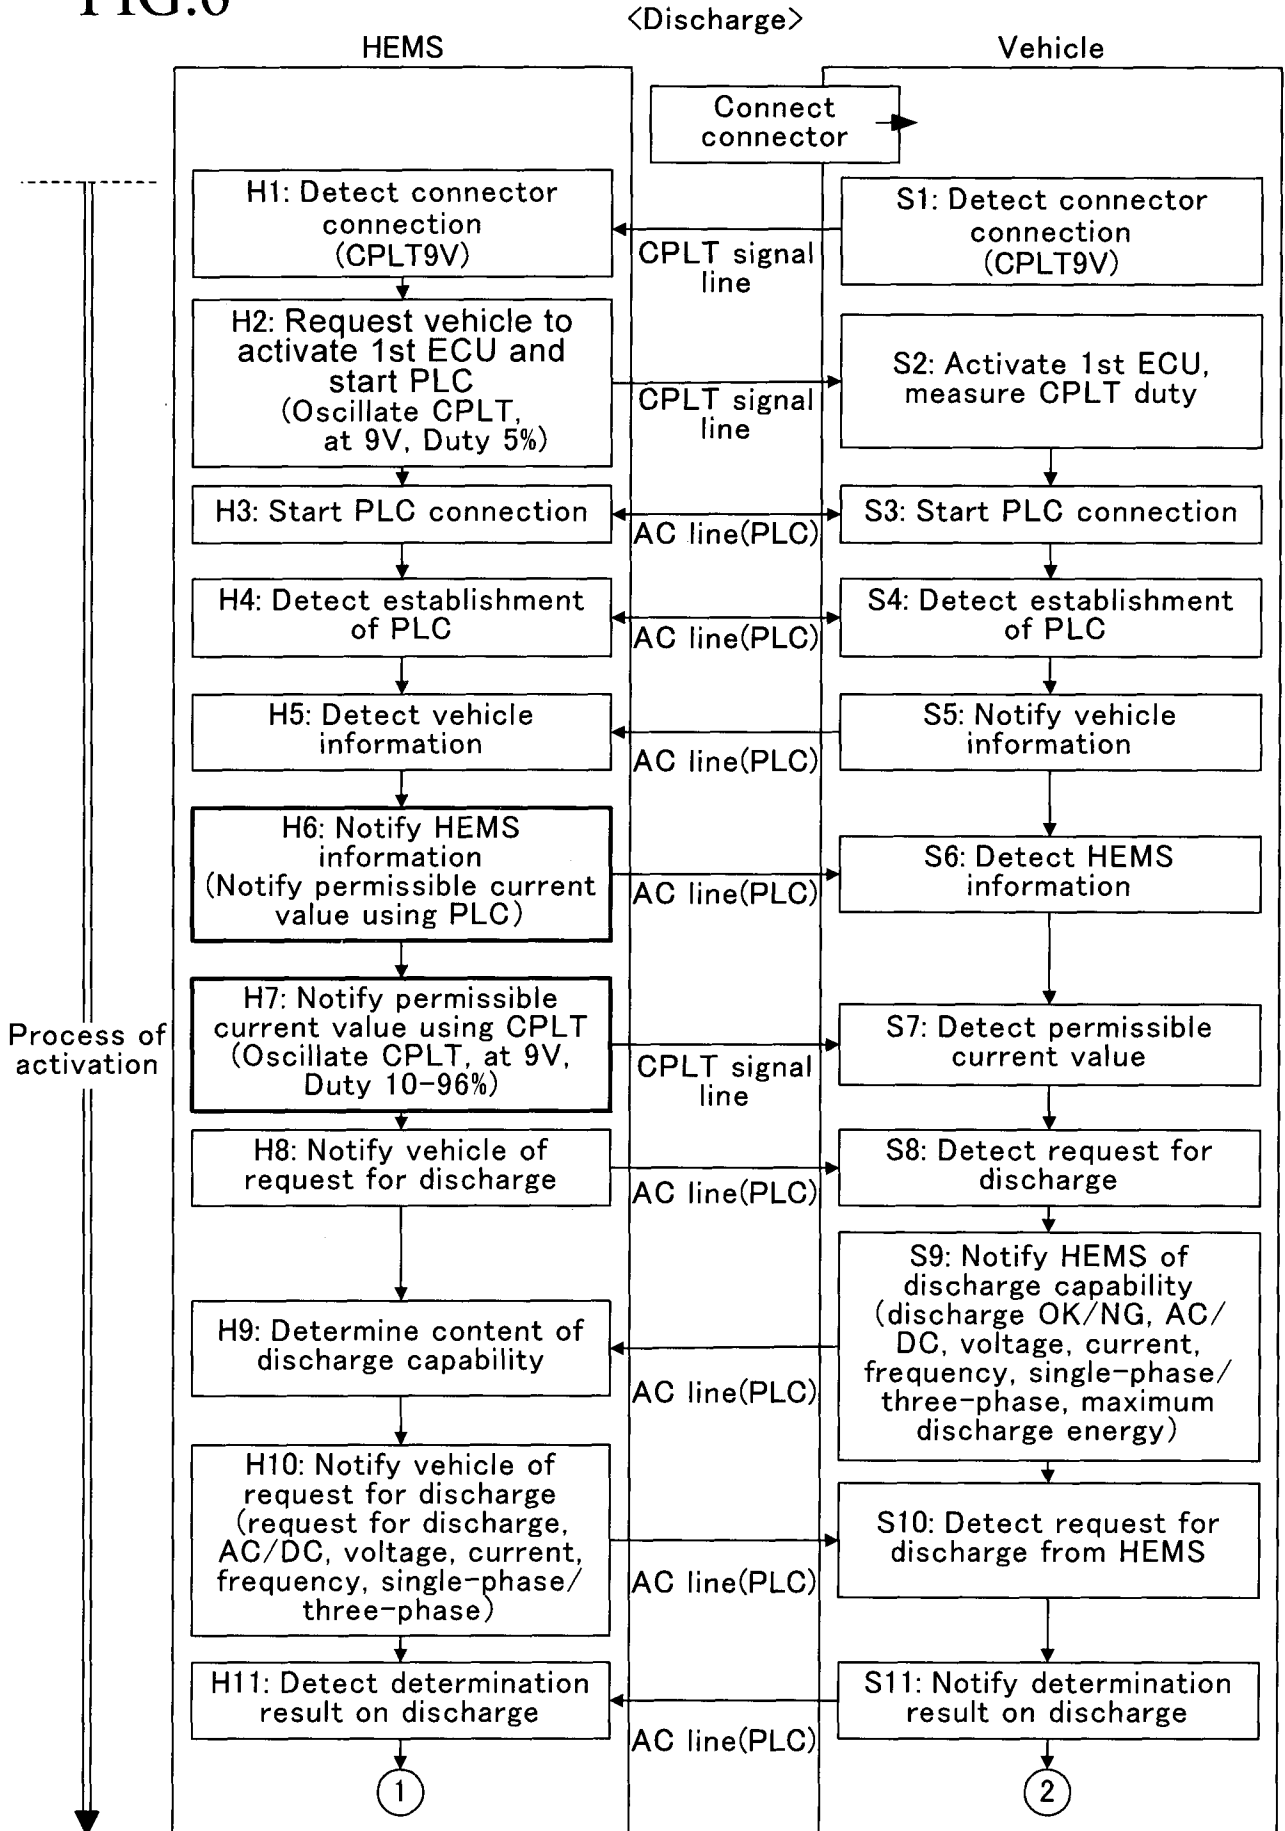 FIG.6
<Discharge>
HEMS
Vehicle
Connect
connector
H1: Detect connector
connection
(CPLT9V)
CPLT signal
line
S1: Detect connector
connection
(CPLT9V)
H2: Request vehicle to
activate 1st ECU and
start PLC
(Oscillate CPLT,
at 9V, Duty 5%)
CPLT signal
line
S2: Activate 1st ECU,
measure CPLT duty
H3: Start PLC connection
AC line(PLC)
S3: Start PLC connection
H4: Detect establishment
of PLC
AC line(PLC)
S4: Detect establishment
of PLC
H5: Detect vehicle
information
AC line(PLC)
S5: Notify vehicle
information
H6: Notify HEMS
information
(Notify permissible current
value using PLC)
AC line(PLC)
S6: Detect HEMS
information
Process of
activation
H7: Notify permissible
current value using CPLT
(Oscillate CPLT, at 9V,
Duty 10-96%)
CPLT signal
line
S7: Detect permissible
current value
H8: Notify vehicle of
request for discharge
AC line(PLC)
S8: Detect request for
discharge
H9: Determine content of
discharge capability
AC line(PLC)
S9: Notify HEMS of
discharge capability
(discharge OK/NG, AC/
DC, voltage, current,
frequency, single-phase/
three-phase, maximum
discharge energy)
H10: Notify vehicle of
request for discharge
(request for discharge,
AC/DC, voltage, current,
frequency, single-phase/
three-phase)
AC line(PLC)
S10: Detect request for
discharge from HEMS
H11: Detect determination
result on discharge
AC line(PLC)
S11: Notify determination
result on discharge
1
2